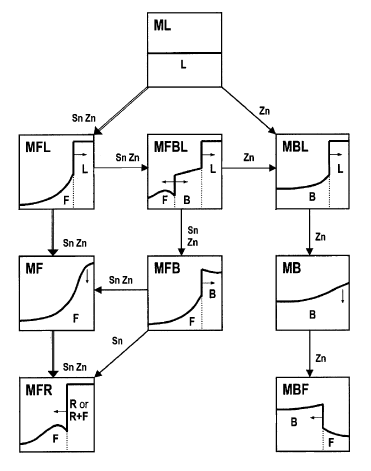 ML
L
Sn Zn
Zn
MFL
L
F
Sn Zn
MFBL
L
F B
Zn
MBL
L
B
Sn Zn
Sn
Zn
Zn
MF
F
Sn Zn
MFB
B
F
MB
B
Sn Zn
Sn
Zn
MFR
R or
R+F
F
MBF
B
F